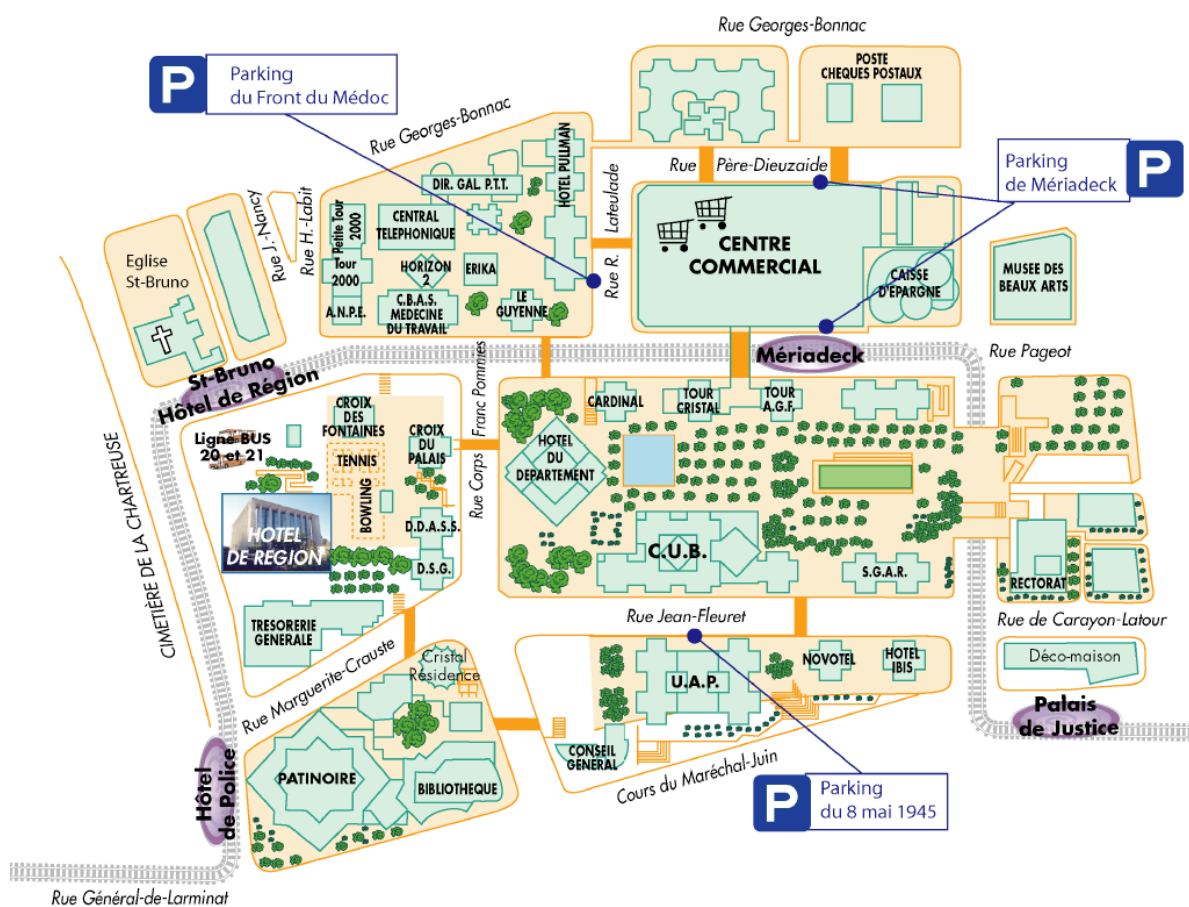 Rue Georges-Bonnac
P
Parking
du Front du Médoc
POSTE
CHEQUES POSTAUX
Rue Georges-Bonnac
Rue Père-Dieuzaide
Parking
de Mériadeck
P
HOTEL PULLMAN
DIR. GAL. P.T.T.
Rue J.-Nancy
Rue H.-Labit
Petite Tour
2000
CENTRAL
TELEPHONIQUE
Rue R. Lateulade
CENTRE
COMMERCIAL
Eglise
St-Bruno
Tour
2000
HORIZON
2
ERIKA
CAISSE
D'EPARGNE
MUSEE DES
BEAUX ARTS
A.N.P.E.
C.B.A.S.
MEDECINE
DU TRAVAIL
LE
GUYENNE
St-Bruno
Hôtel de Région
Mériadeck
Rue Pageot
CIMETIÈRE DE LA CHARTREUSE
Ligne BUS
20 et 21
CROIX
DES
FONTAINES
TENNIS
BOWLING
CROIX
DU
PALAIS
Rue Corps Franc Pommies
CARDINAL
TOUR
CRISTAL
TOUR
A.G.F.
HOTEL
DU
DEPARTEMENT
HOTEL
DE REGION
D.D.A.S.S.
D.S.G.
C.U.B.
S.G.A.R.
RECTORAT
TRESORERIE
GENERALE
Rue Jean-Fleuret
Rue de Carayon-Latour
Rue Marguerite-Crauste
Cristal
Résidence
U.A.P.
NOVOTEL
HOTEL
IBIS
Déco-maison
Palais
de Justice
CONSEIL
GENERAL
Cours du Maréchal-Juin
Hôtel
de Police
PATINOIRE
BIBLIOTHEQUE
P
Parking
du 8 mai 1945
Rue Général-de-Larminat